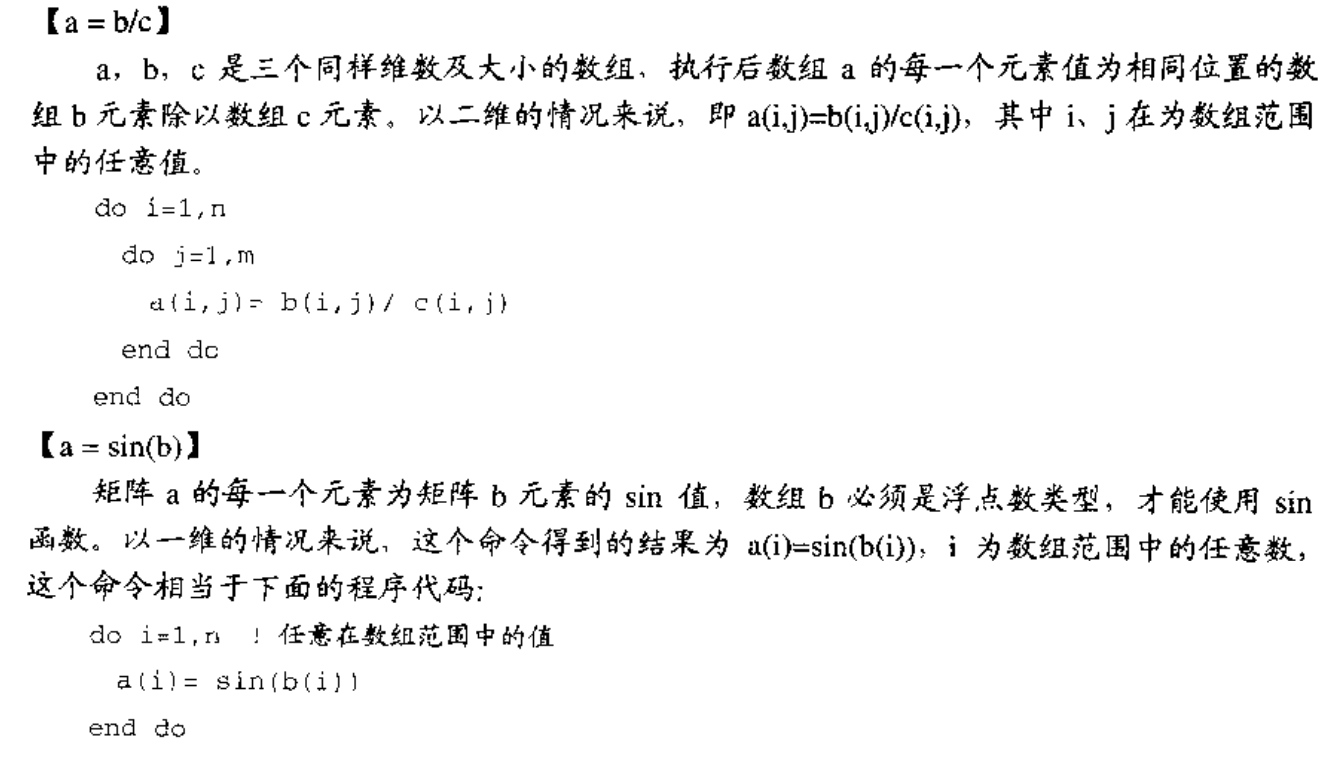 【a = b/c】
a，b，c 是三个同样维数及大小的数组，执行后数组 a 的每一个元素值为相同位置的数
组 b 元素除以数组 c 元素。以二维的情况来说，即 a(i,j)=b(i,j)/c(i,j)，其中 i、j 在为数组范围
中的任意值。
do i=1,n
do j=1,m
a(i,j)= b(i,j)/ c(i,j)
end do
end do
【a = sin(b)】
矩阵 a 的每一个元素为矩阵 b 元素的 sin 值，数组 b 必须是浮点数类型，才能使用 sin
函数。以一维的情况来说，这个命令得到的结果为 a(i)=sin(b(i))，i 为数组范围中的任意数，
这个命令相当于下面的程序代码:
do i=1,n ! 任意在数组范围中的值
a(i)= sin(b(i))
end do